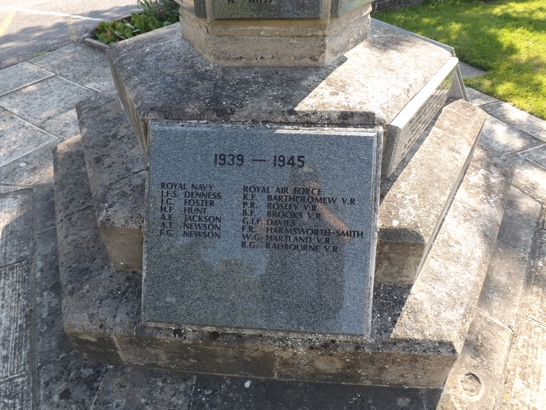 1939 — 1945
ROYAL NAVY
J.F.S. DENNESS
J.C. FOSTER
H.J. HUNT
A.E. JACKSON
A.T. NEWSON
F.G. NEWSON
ROYAL AIR FORCE
K.F. BARTHOLOMEW V.R
P.R. BOSLEY V.R.
B.F. BROOKS V.R.
G.T.F. DAVIES
F.R. HARMSWORTH-SMITH
W.G. HARTLAND V.R.
B.G. RADBOURNE V.R